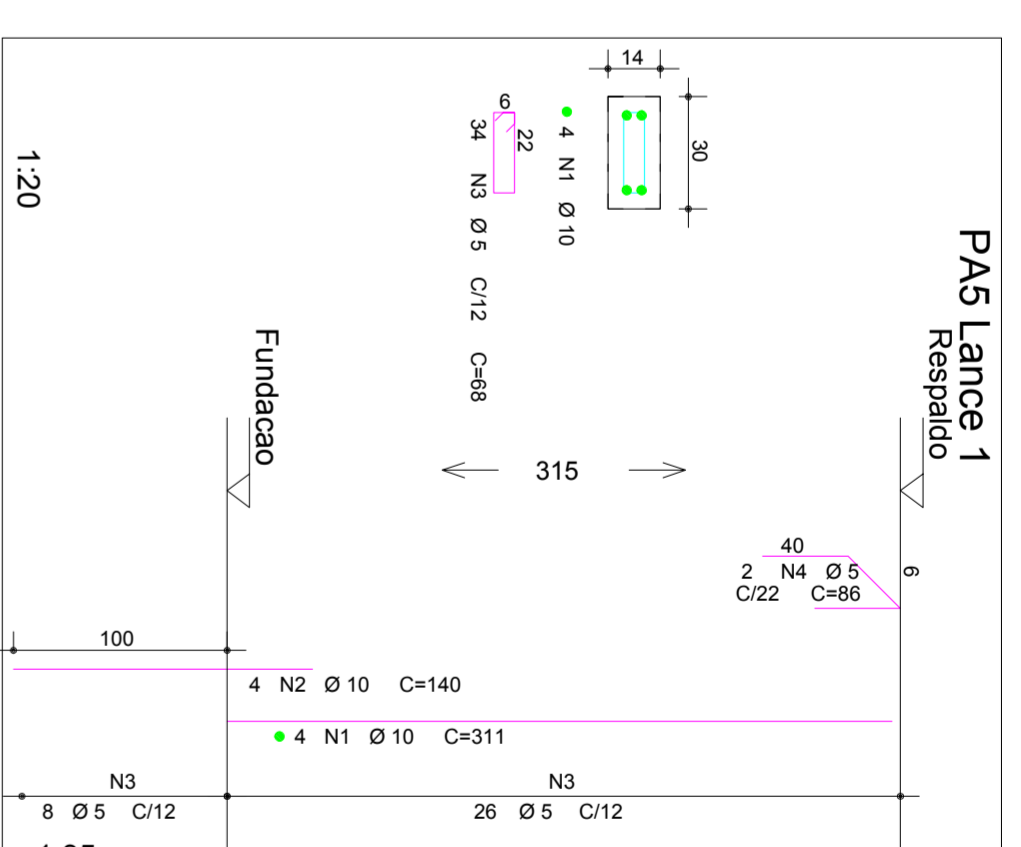 PA5 Lance 1
Respaldo
14
30
4 N1 Ø 10
6
22
34 N3 Ø 5 C/12 C=68
1:20
Fundacao
315
40
6
2 N4 Ø 5
C/22 C=86
100
4 N2 Ø 10 C=140
4 N1 Ø 10 C=311
N3
8 Ø 5 C/12
N3
26 Ø 5 C/12